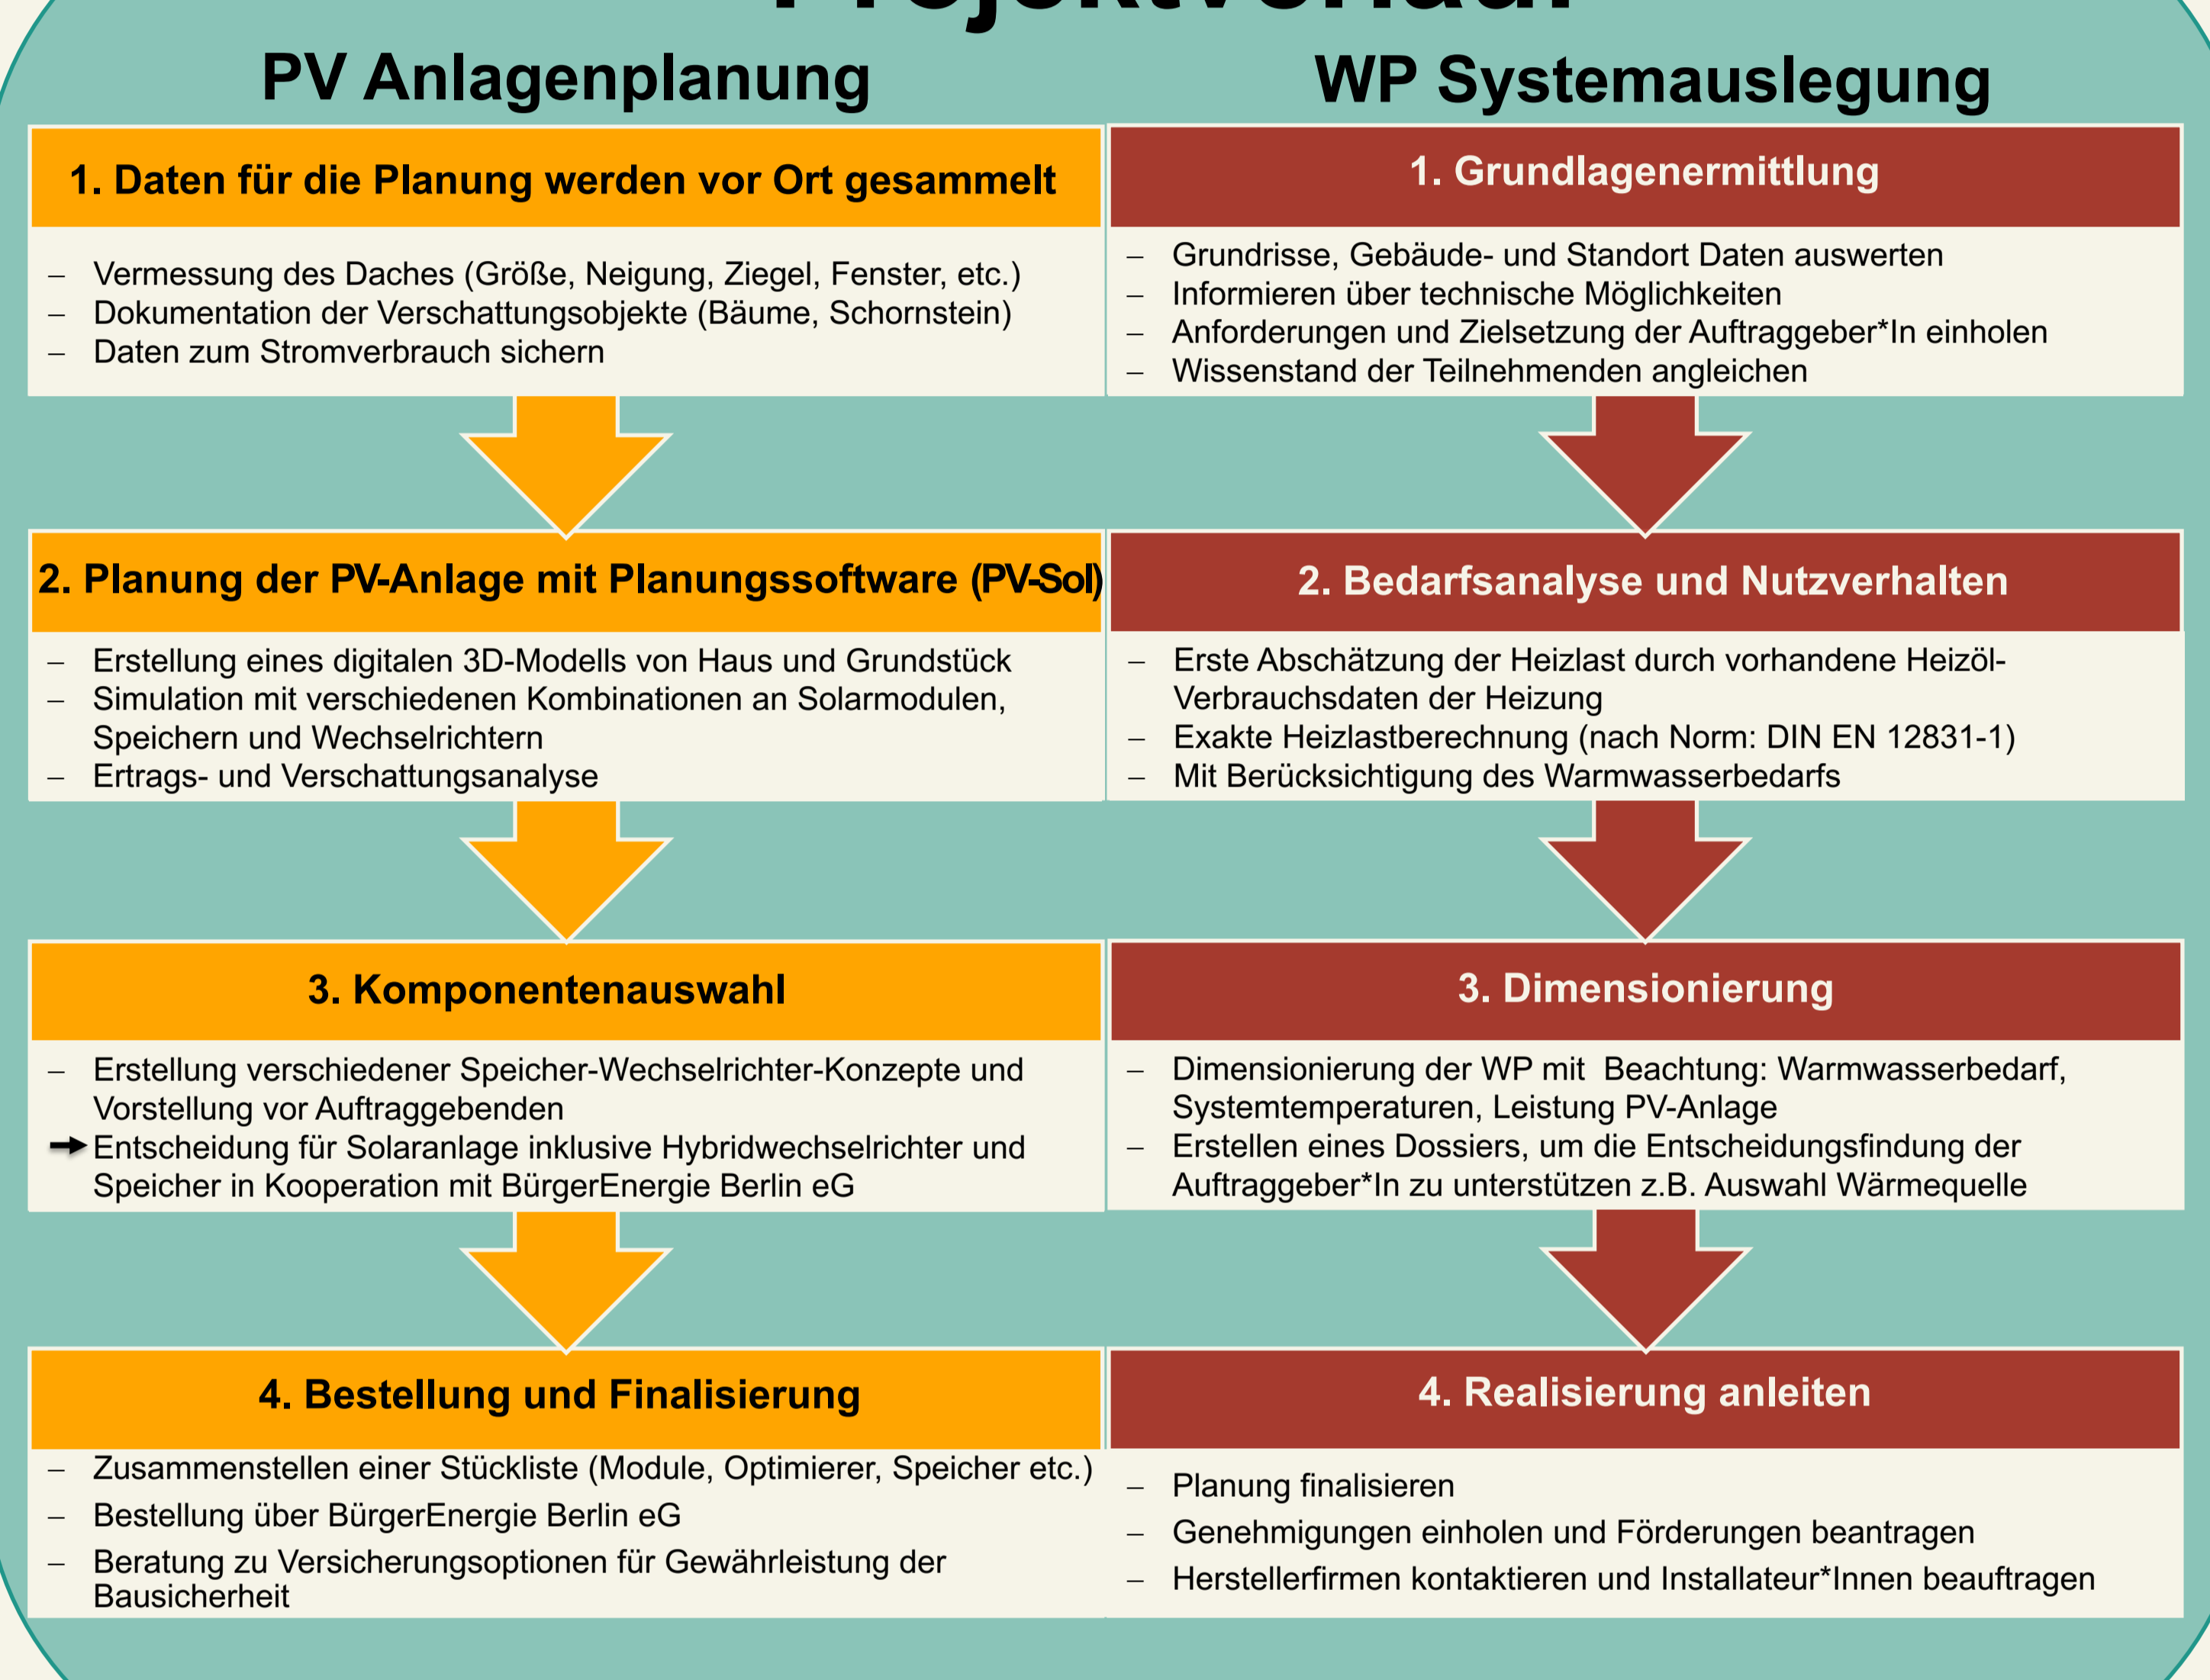 Projektverlauf
PV Anlagenplanung
1. Daten für die Planung werden vor Ort gesammelt
– Vermessung des Daches (Größe, Neigung, Ziegel, Fenster, etc.)
– Dokumentation der Verschattungsobjekte (Bäume, Schornstein)
– Daten zum Stromverbrauch sichern
2. Planung der PV-Anlage mit Planungssoftware (PV-Sol)
– Erstellung eines digitalen 3D-Modells von Haus und Grundstück
– Simulation mit verschiedenen Kombinationen an Solarmodulen,
Speichern und Wechselrichtern
– Ertrags- und Verschattungsanalyse
3. Komponentenauswahl
– Erstellung verschiedener Speicher-Wechselrichter-Konzepte und
Vorstellung vor Auftraggebenden
➞ Entscheidung für Solaranlage inklusive Hybridwechselrichter und
Speicher in Kooperation mit BürgerEnergie Berlin eG
4. Bestellung und Finalisierung
– Zusammenstellen einer Stückliste (Module, Optimierer, Speicher etc.)
– Bestellung über BürgerEnergie Berlin eG
– Beratung zu Versicherungsoptionen für Gewährleistung der
Bausicherheit
WP Systemauslegung
1. Grundlagenermittlung
– Grundrisse, Gebäude- und Standort Daten auswerten
– Informieren über technische Möglichkeiten
– Anforderungen und Zielsetzung der Auftraggeber*In einholen
– Wissenstand der Teilnehmenden angleichen
2. Bedarfsanalyse und Nutzverhalten
– Erste Abschätzung der Heizlast durch vorhandene Heizöl-
Verbrauchsdaten der Heizung
– Exakte Heizlastberechnung (nach Norm: DIN EN 12831-1)
– Mit Berücksichtigung des Warmwasserbedarfs
3. Dimensionierung
– Dimensionierung der WP mit Beachtung: Warmwasserbedarf,
Systemtemperaturen, Leistung PV-Anlage
– Erstellen eines Dossiers, um die Entscheidungsfindung der
Auftraggeber*In zu unterstützen z.B. Auswahl Wärmequelle
4. Realisierung anleiten
– Planung finalisieren
– Genehmigungen einholen und Förderungen beantragen
– Herstellerfirmen kontaktieren und Installateur*Innen beauftragen